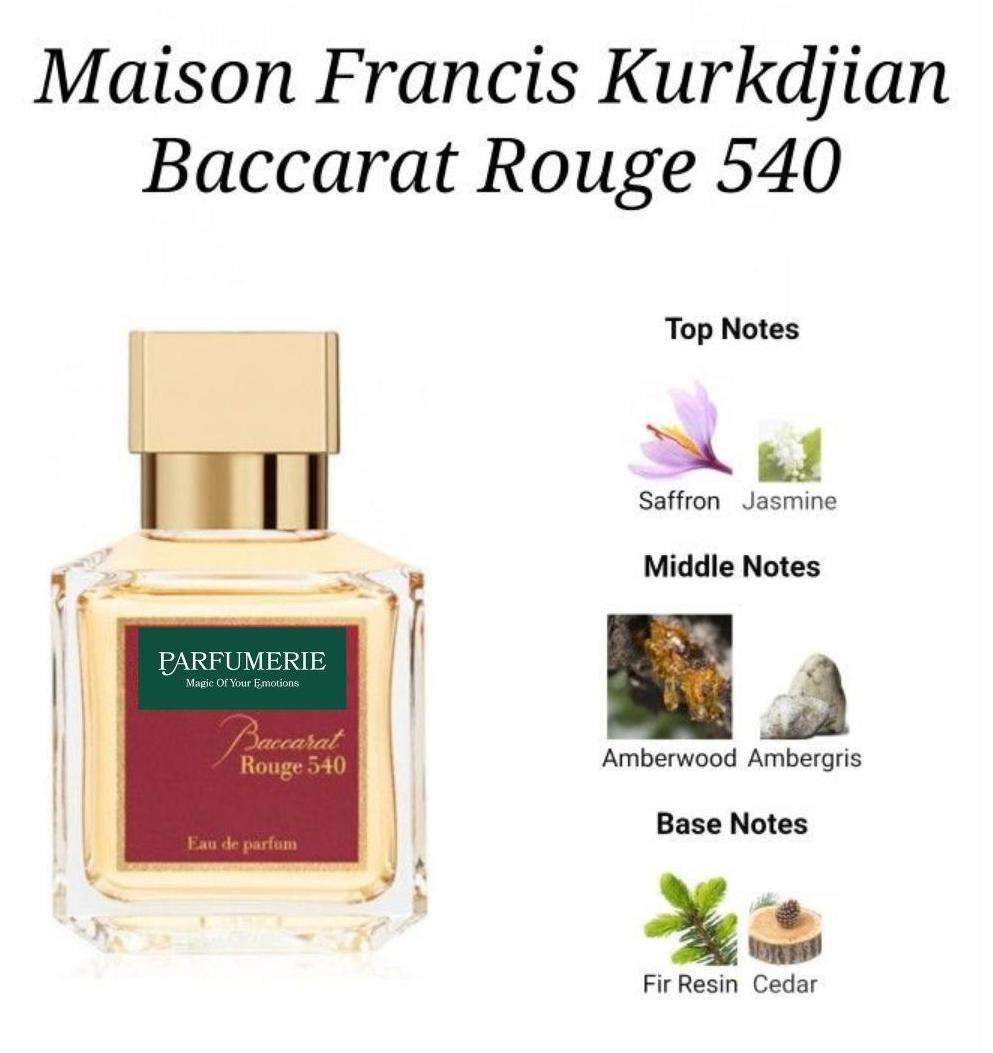 Maison Francis Kurkdjian
Baccarat Rouge 540
PARFUMERIE
Magic Of Your Emotions
Baccarat
Rouge 540
Eau de parfum
Top Notes
Saffron Jasmine
Middle Notes
Amberwood Ambergris
Base Notes
Fir Resin Cedar